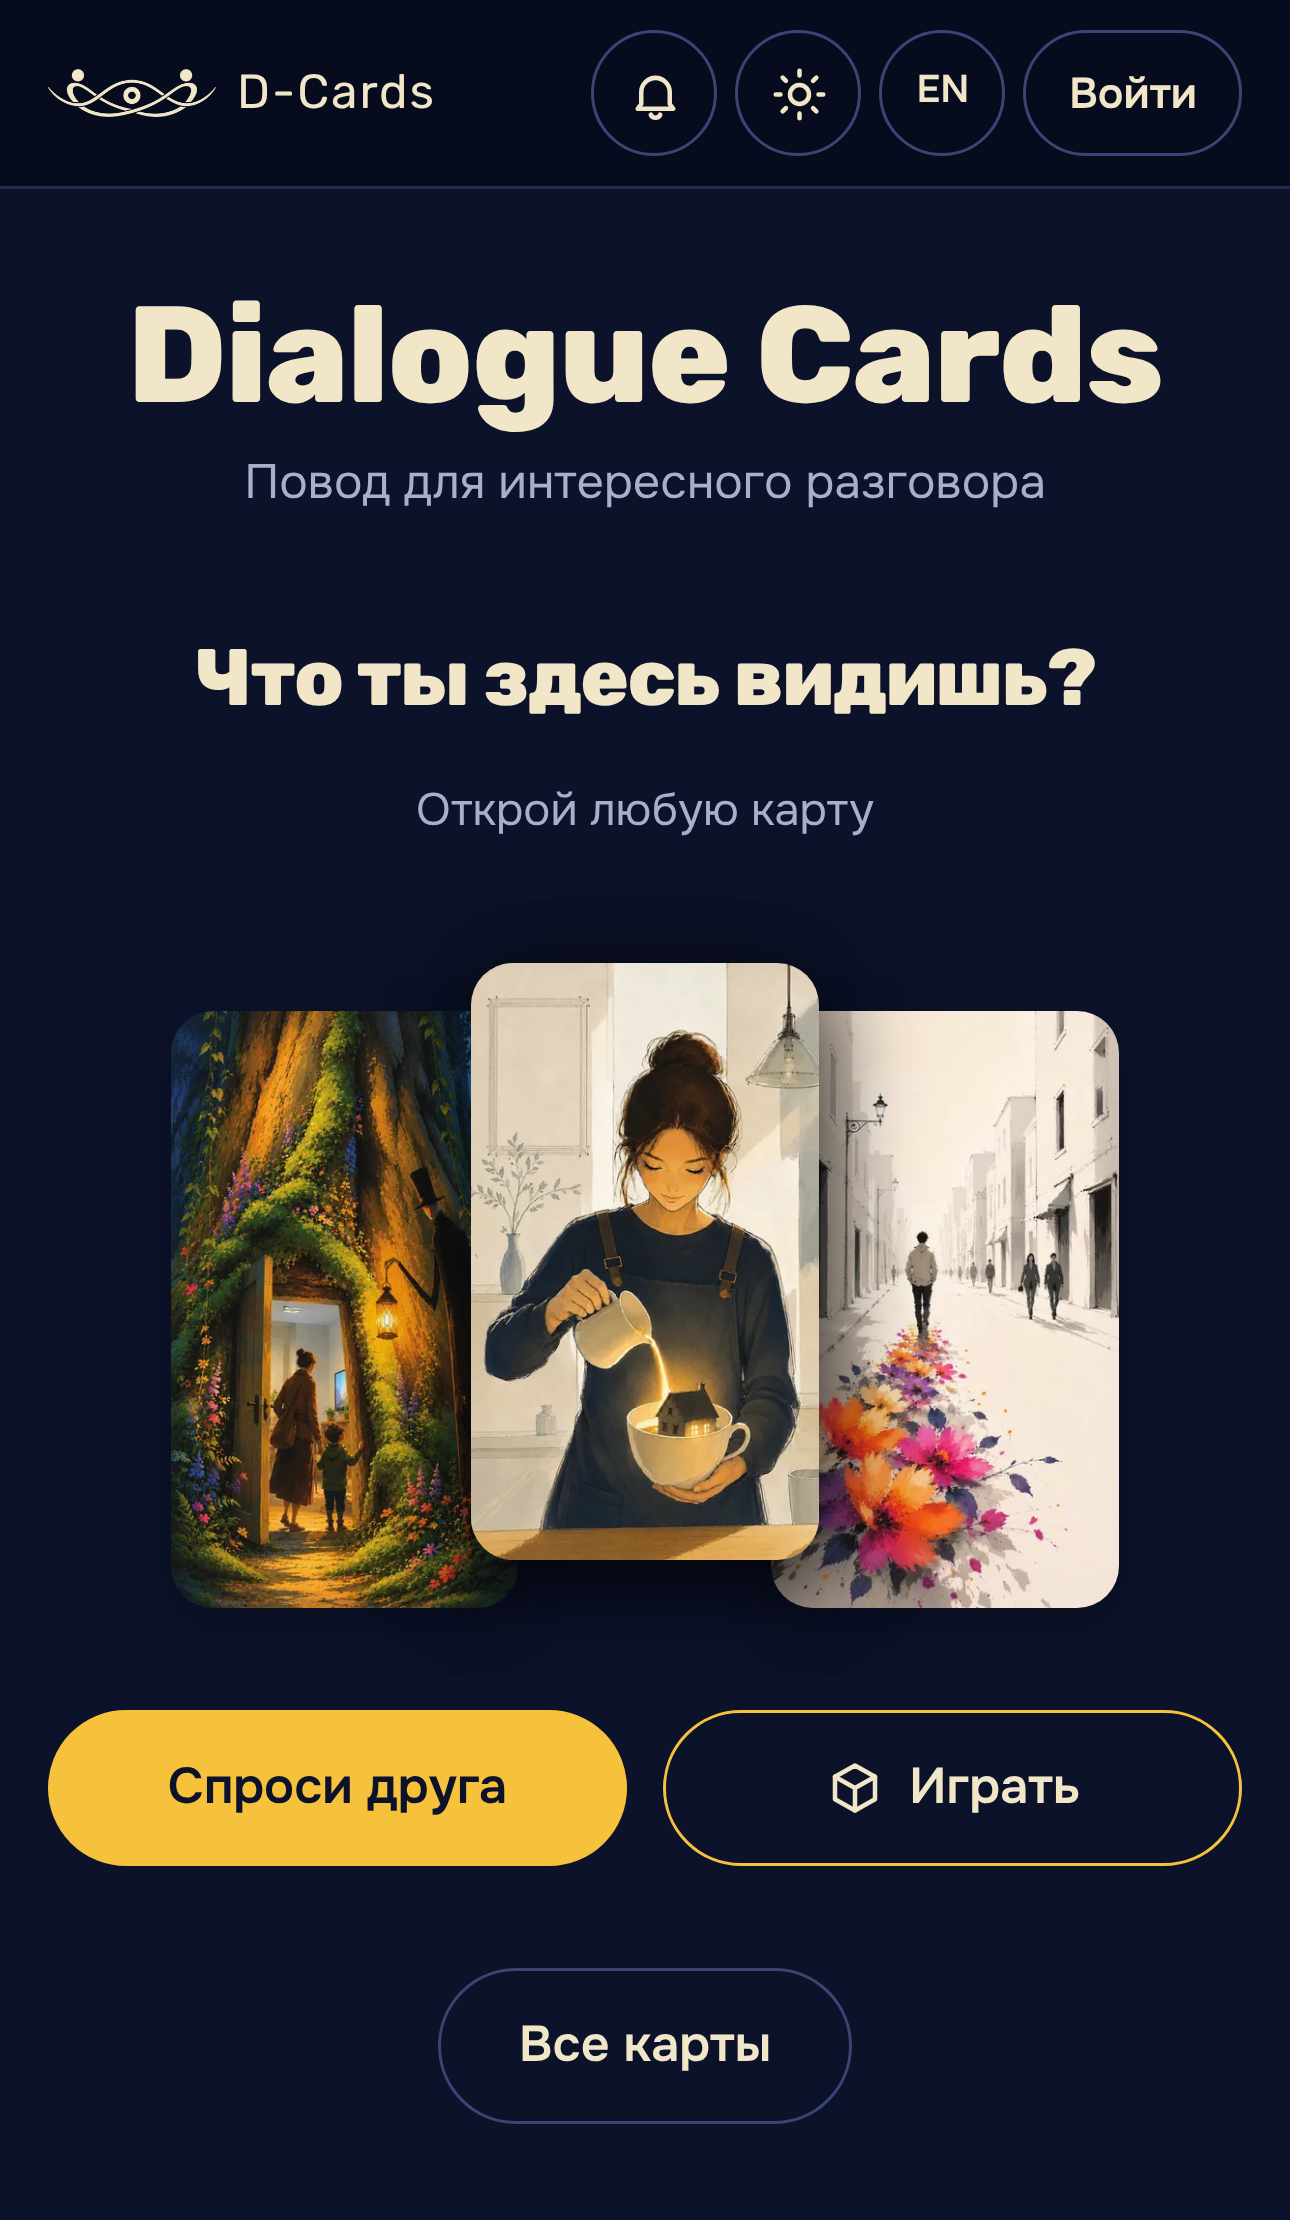 D-Cards
EN
Войти
Dialogue Cards
Повод для интересного разговора
Что ты здесь видишь?
Открой любую карту
Спроси друга
Играть
Все карты